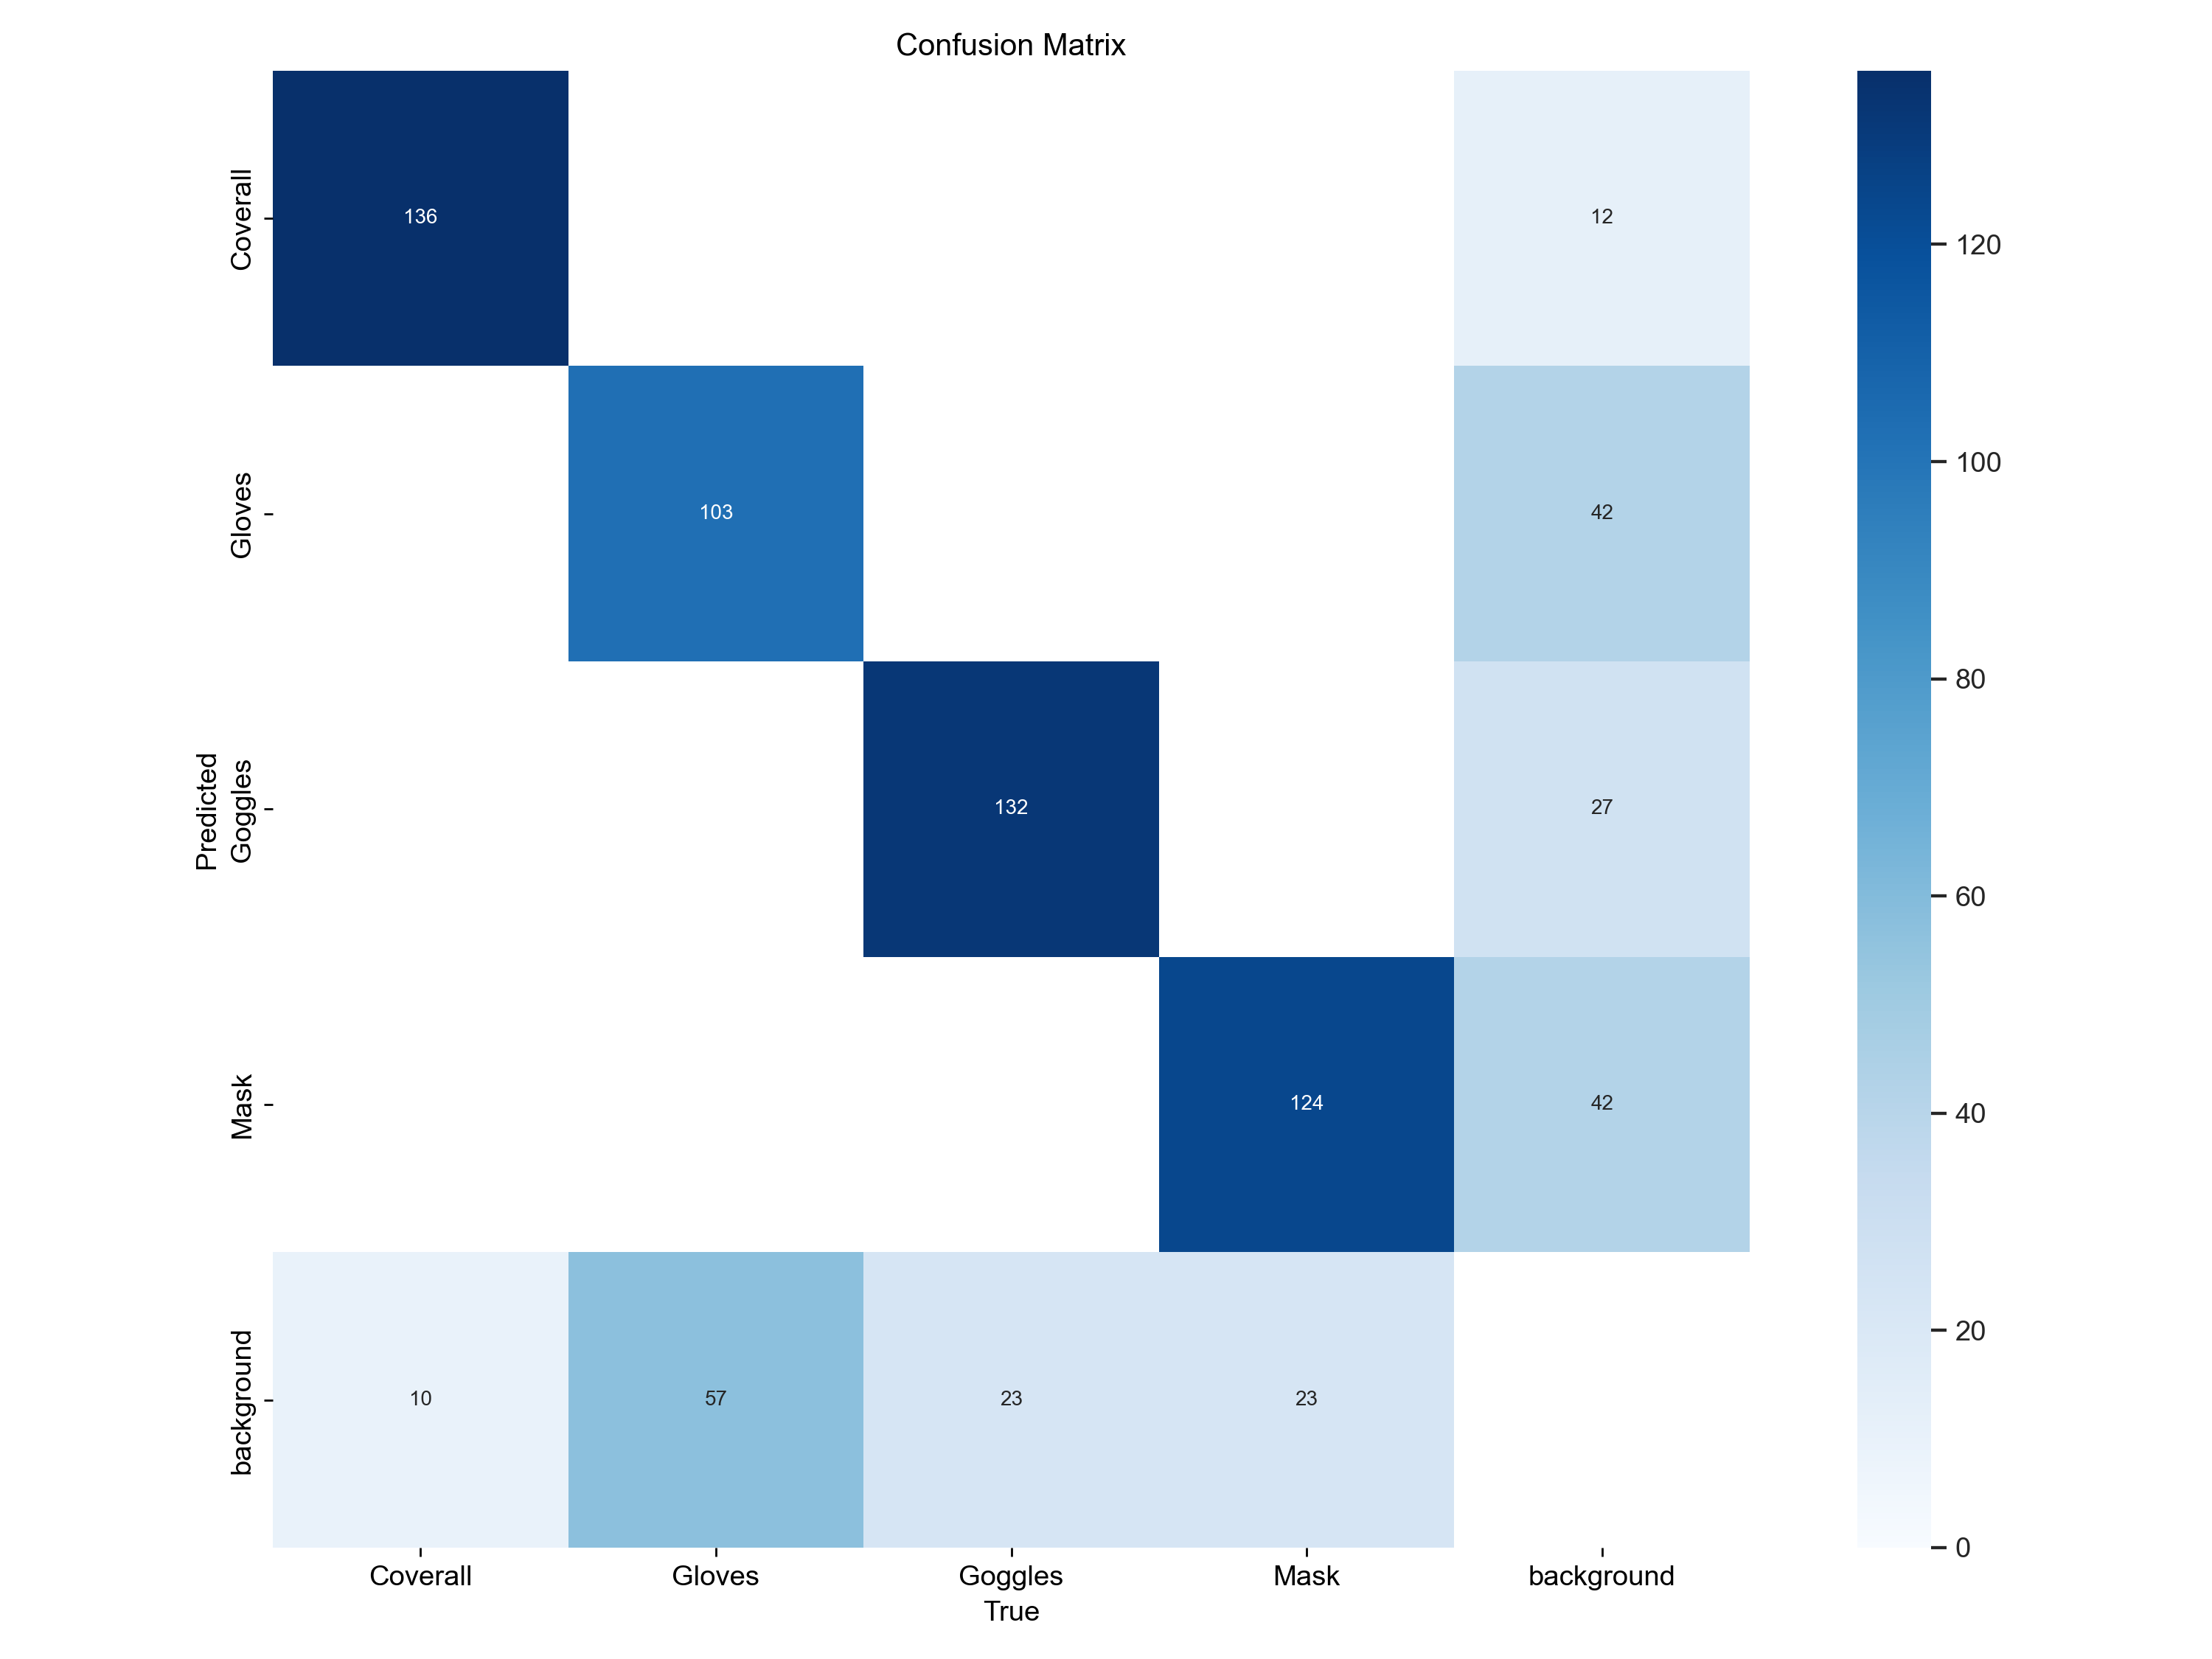 Confusion Matrix
Coverall
136
12
120
Gloves
103
42
100
80
Predicted
Goggles
132
27
60
Mask
124
42
40
background
10
57
23
23
20
0
Coverall
Gloves
Goggles
Mask
background
True